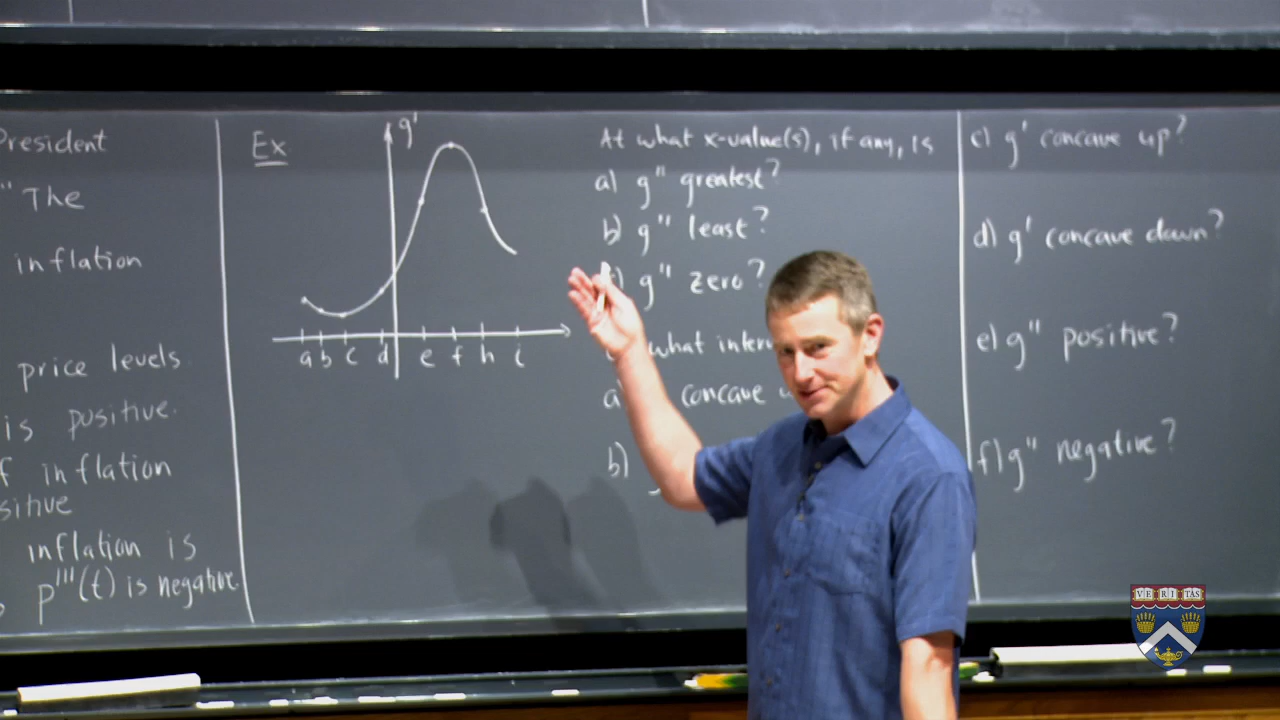 President
" The
inflation
price levels
is positive.
f inflation
sitive
inflation is
p'''(t) is negative.
Ex
g'
a b c d e f h i
At what x-value(s), if any, is
a) g'' greatest?
b) g'' least?
c) g'' zero?
what interv
a) concave u
b)
c) g' concave up?
d) g' concave down?
e) g'' positive?
f) g'' negative?
VE RI TAS